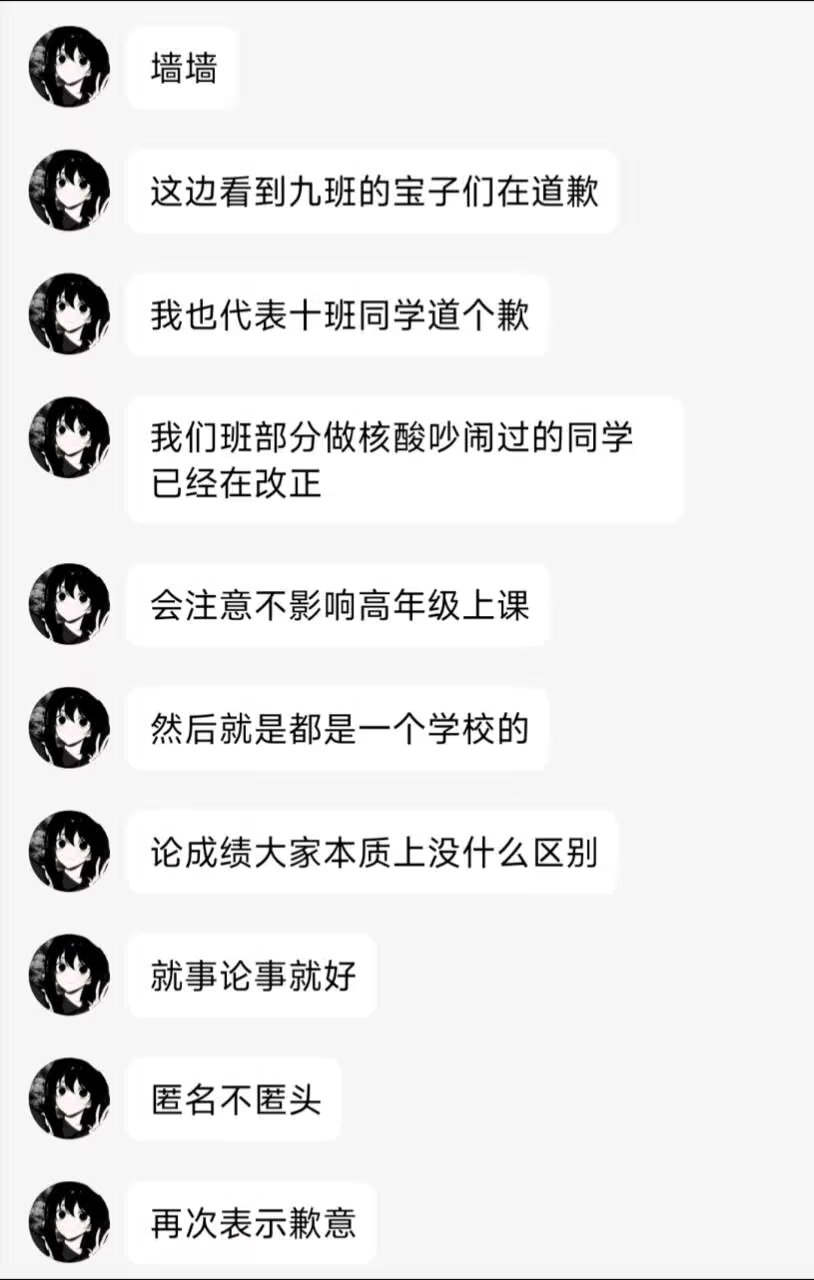 墙墙
这边看到九班的宝子们在道歉
我也代表十班同学道个歉
我们班部分做核酸吵闹过的同学
已经在改正
会注意不影响高年级上课
然后就是都是一个学校的
论成绩大家本质上没什么区别
就事论事就好
匿名不匿头
再次表示歉意